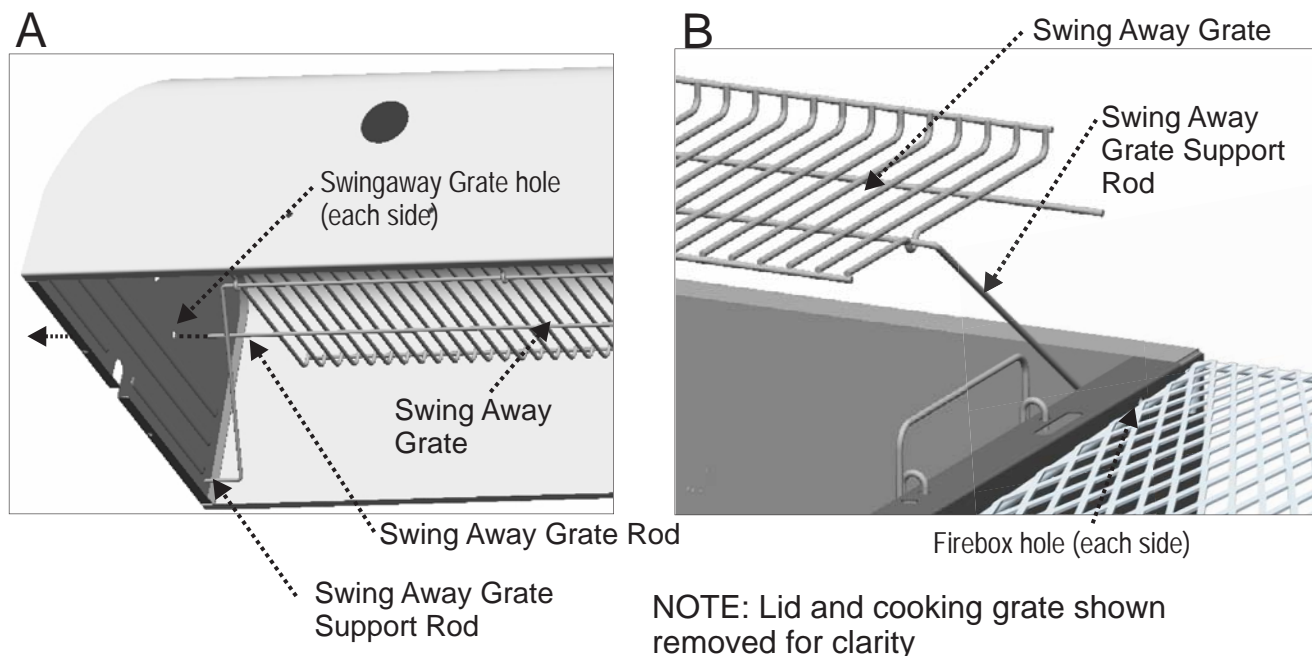 A
Swingaway Grate hole
(each side)
Swing Away
Grate
Swing Away Grate Rod
Swing Away Grate
Support Rod
B
Swing Away Grate
Swing Away
Grate Support
Rod
Firebox hole (each side)
NOTE: Lid and cooking grate shown
removed for clarity